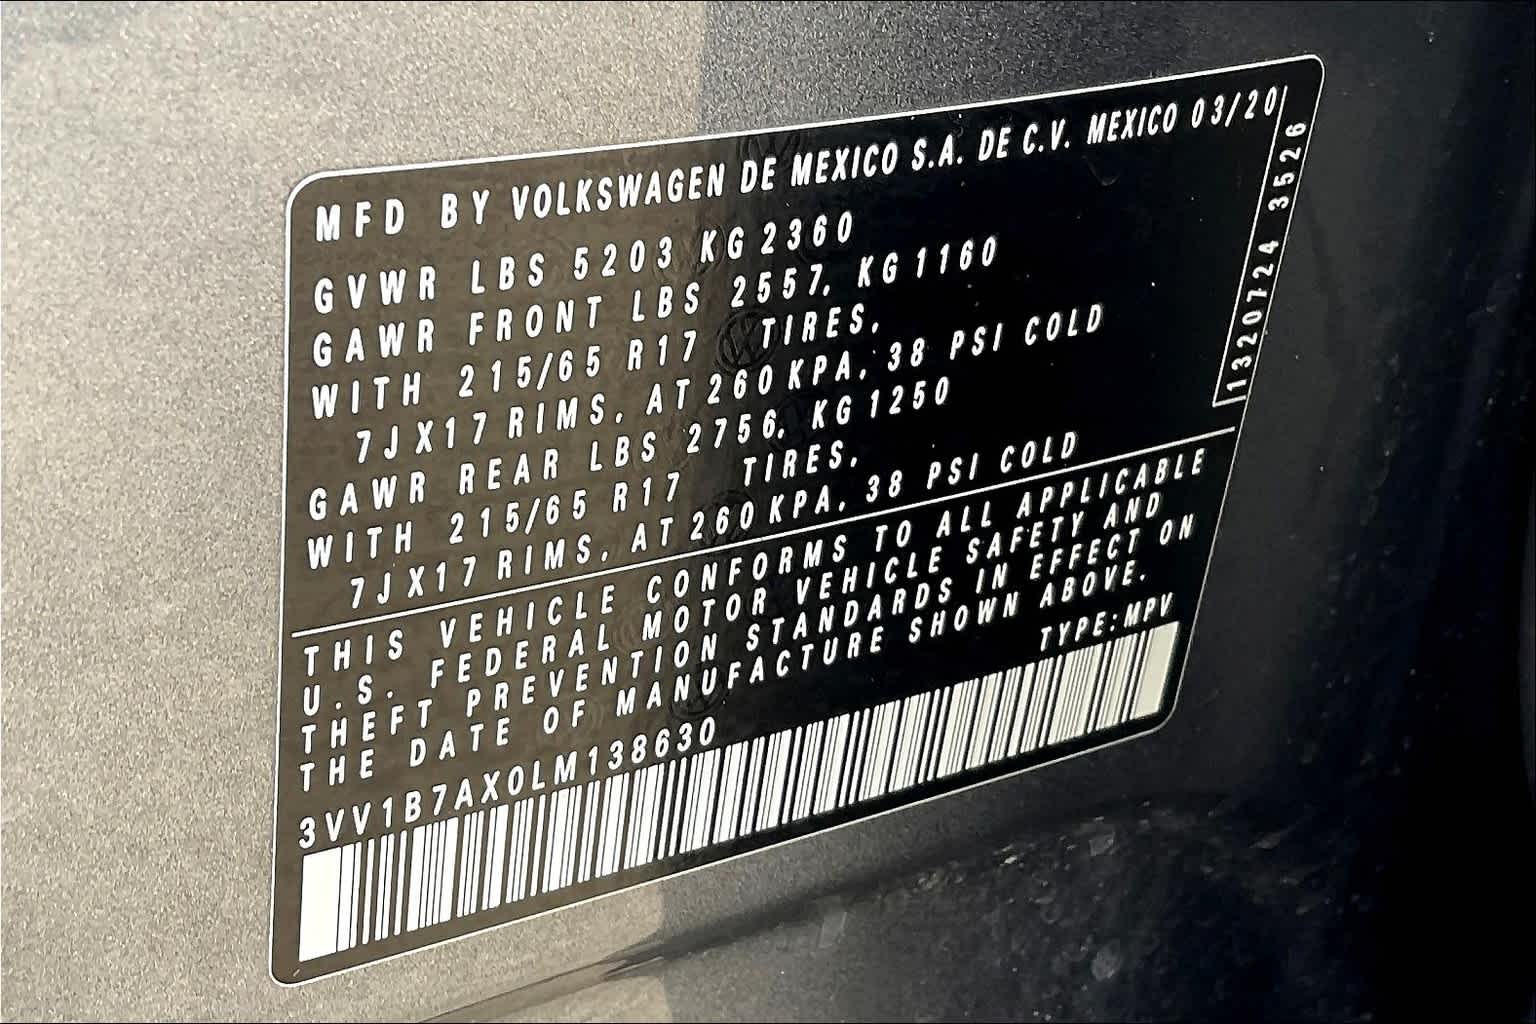 MFD BY VOLKSWAGEN DE MEXICO S.A. DE C.V. MEXICO 03/20
GVWR LBS 5203 KG 2360
GAWR FRONT LBS 2557, KG 1160
WITH 215/65 R17 TIRES,
7JX17 RIMS, AT 260 KPA, 38 PSI COLD
GAWR REAR LBS 2756, KG 1250
WITH 215/65 R17 TIRES,
7JX17 RIMS, AT 260 KPA, 38 PSI COLD
1320724 3526
THIS VEHICLE CONFORMS TO ALL APPLICABLE
U.S. FEDERAL MOTOR VEHICLE SAFETY AND
THEFT PREVENTION STANDARDS IN EFFECT ON
THE DATE OF MANUFACTURE SHOWN ABOVE.
TYPE:MPV
3VV1B7AX0LM138630